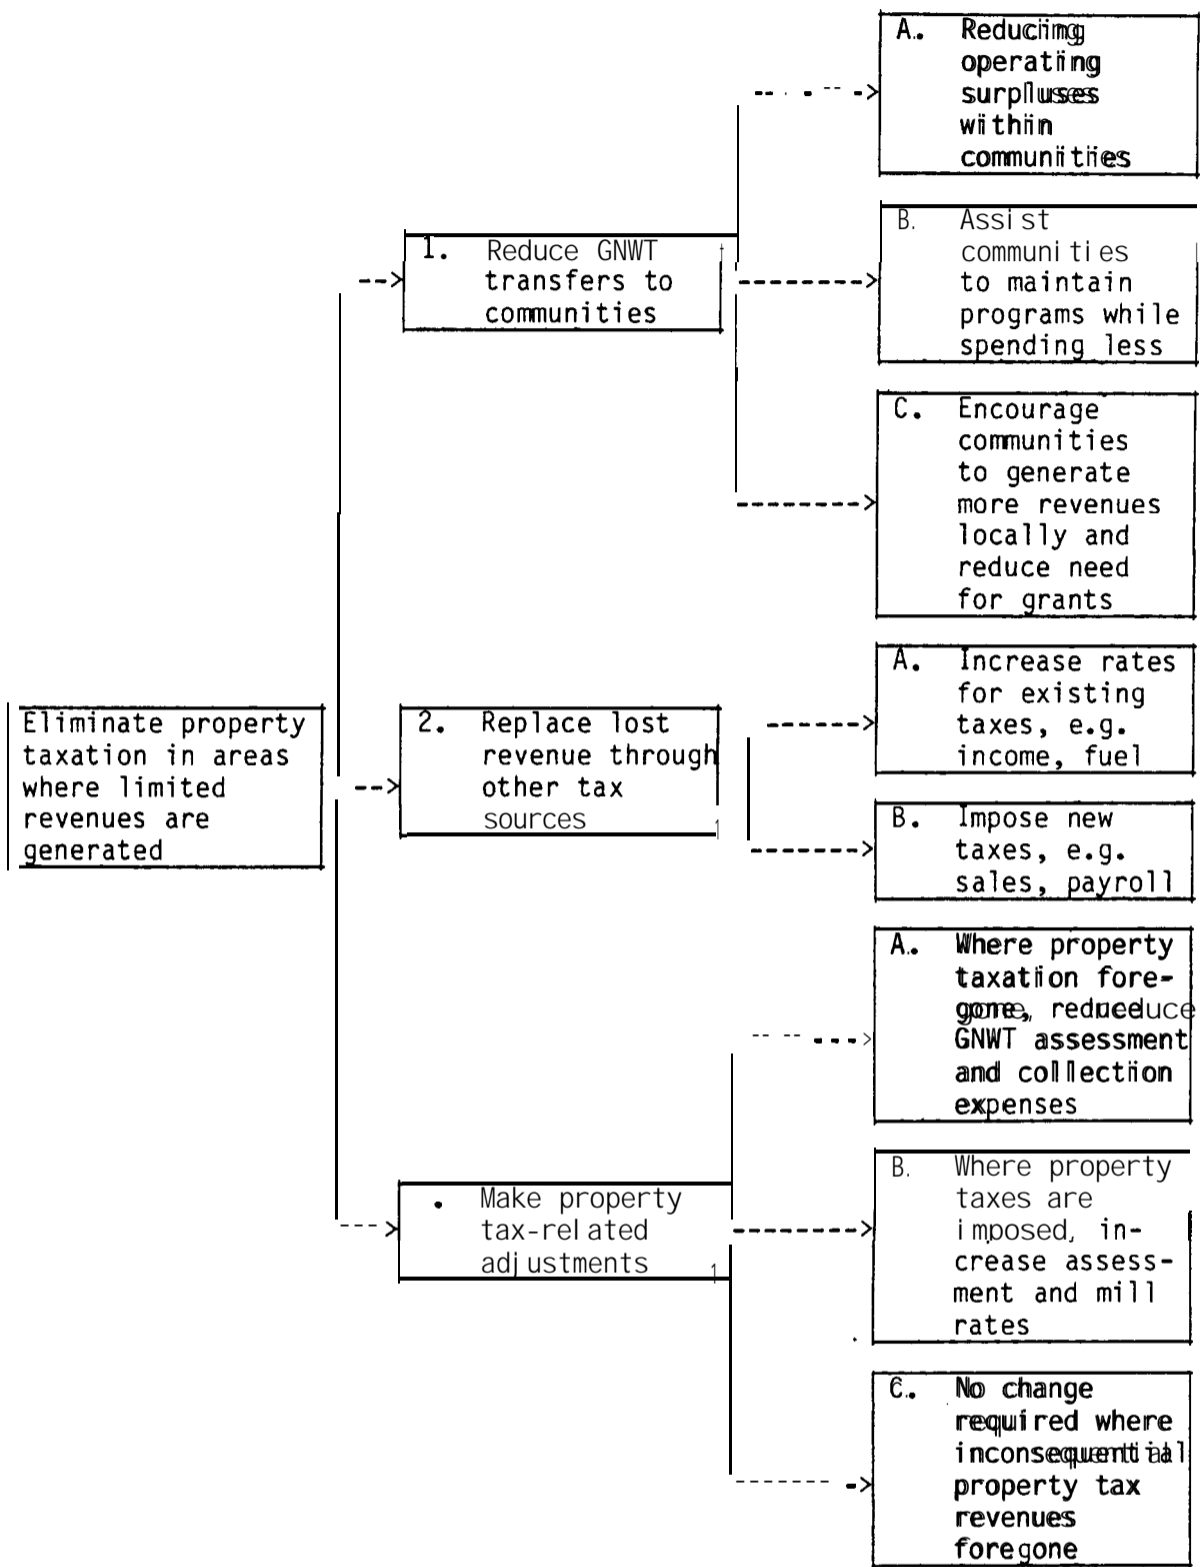 Eliminate property
taxation in areas
where limited
revenues are
generated
1. Reduce GNWT
transfers to
communities
A. Reducing
operating
surpluses
within
communities
B. Assist
communities
to maintain
programs while
spending less
C. Encourage
communities
to generate
more revenues
locally and
reduce need
for grants
2. Replace lost
revenue through
other tax
sources
A. Increase rates
for existing
taxes, e.g.
income, fuel
B. Impose new
taxes, e.g.
sales, payroll
. Make property
tax-related
adjustments
A. Where property
taxation fore-
gone, reduce
GNWT assessment
and collection
expenses
B. Where property
taxes are
imposed, in-
crease assess-
ment and mill
rates
C. No change
required where
inconsequential
property tax
revenues
foregone